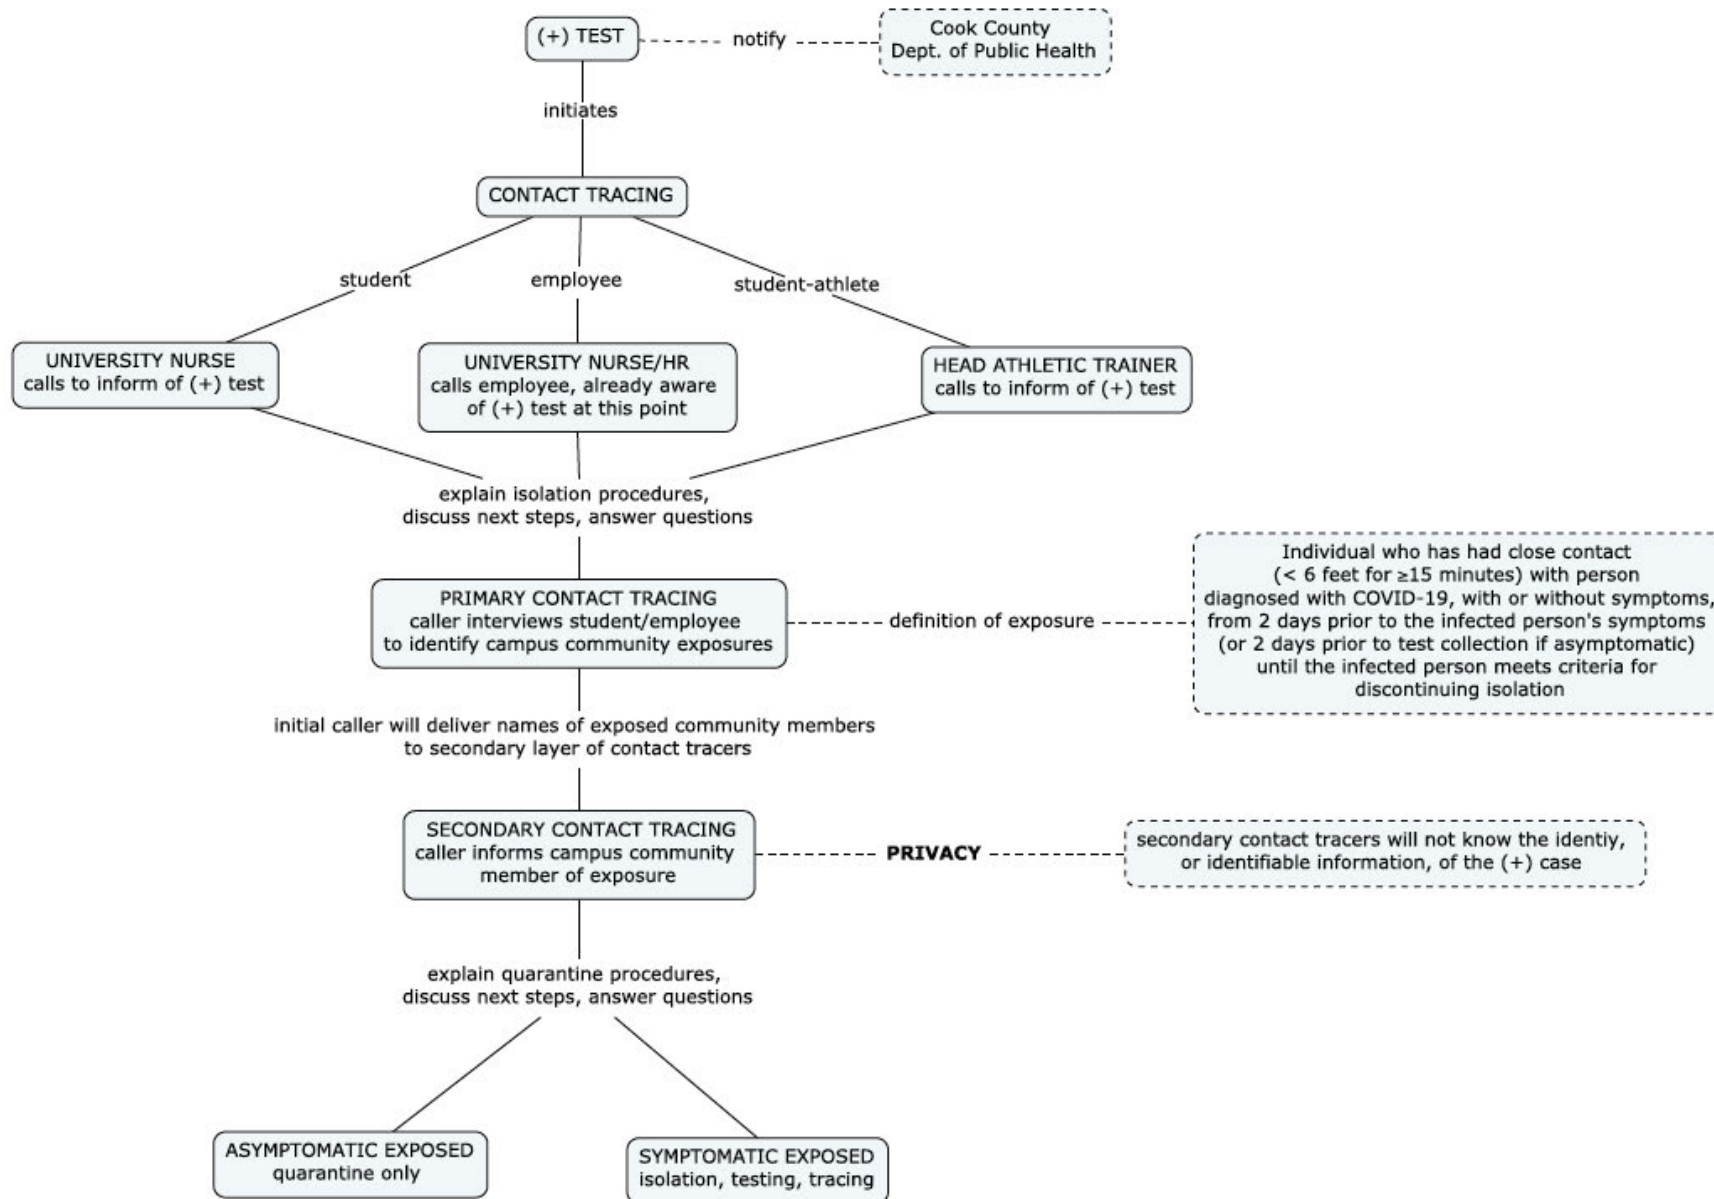 (+) TEST
notify
Cook County
Dept. of Public Health
initiates
CONTACT TRACING
student
employee
student-athlete
UNIVERSITY NURSE
calls to inform of (+) test
UNIVERSITY NURSE/HR
calls employee, already aware
of (+) test at this point
HEAD ATHLETIC TRAINER
calls to inform of (+) test
explain isolation procedures,
discuss next steps, answer questions
PRIMARY CONTACT TRACING
caller interviews student/employee
to identify campus community exposures
definition of exposure
Individual who has had close contact
(< 6 feet for ≥15 minutes) with person
diagnosed with COVID-19, with or without symptoms,
from 2 days prior to the infected person's symptoms
(or 2 days prior to test collection if asymptomatic)
until the infected person meets criteria for
discontinuing isolation
initial caller will deliver names of exposed community members
to secondary layer of contact tracers
SECONDARY CONTACT TRACING
caller informs campus community
member of exposure
PRIVACY
secondary contact tracers will not know the identiy,
or identifiable information, of the (+) case
explain quarantine procedures,
discuss next steps, answer questions
ASYMPTOMATIC EXPOSED
quarantine only
SYMPTOMATIC EXPOSED
isolation, testing, tracing